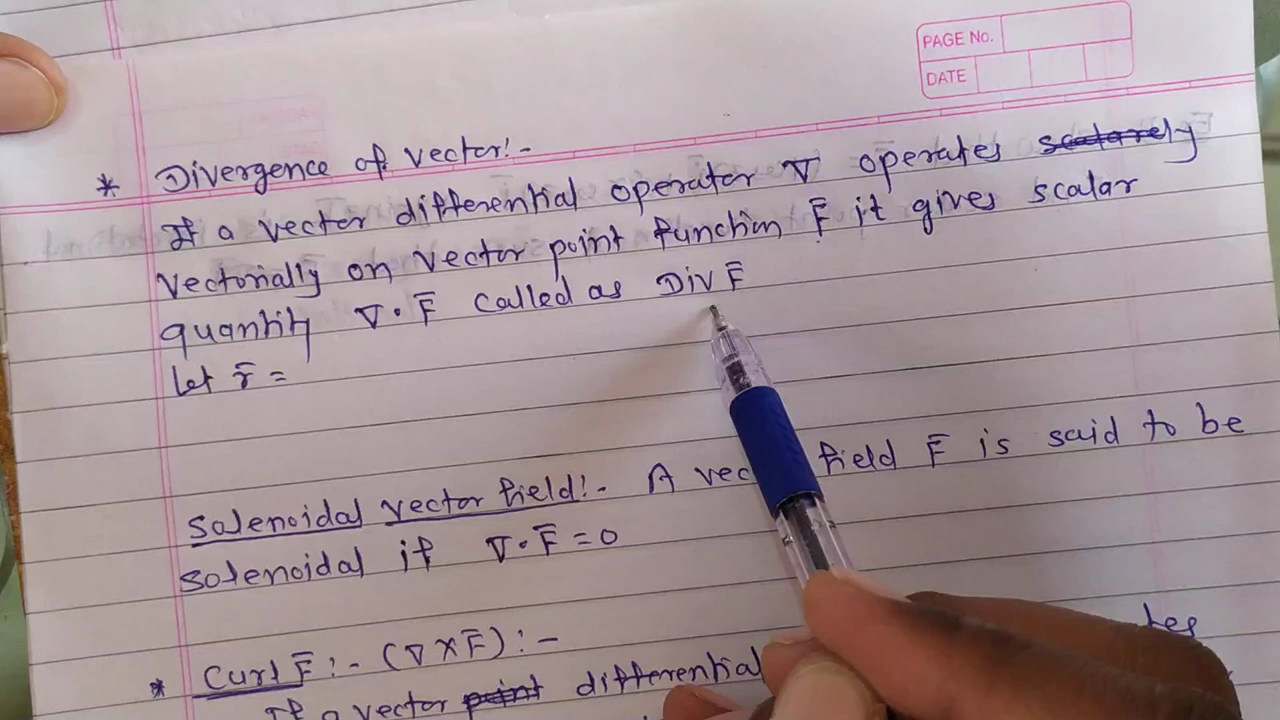 PAGE No.
DATE
* Divergence of vector:-
If a vector differential operator ∇ operates scalarely
vectorially on vector point function F̄ it gives scalar
quantity ∇·F̄ called as Div F̄
let r̄ =
Solenoidal vector field:- A vec field F̄ is said to be
solenoidal if ∇·F̄ = 0
* Curl F̄ :- (∇×F̄) :-
If a vector point differential tes